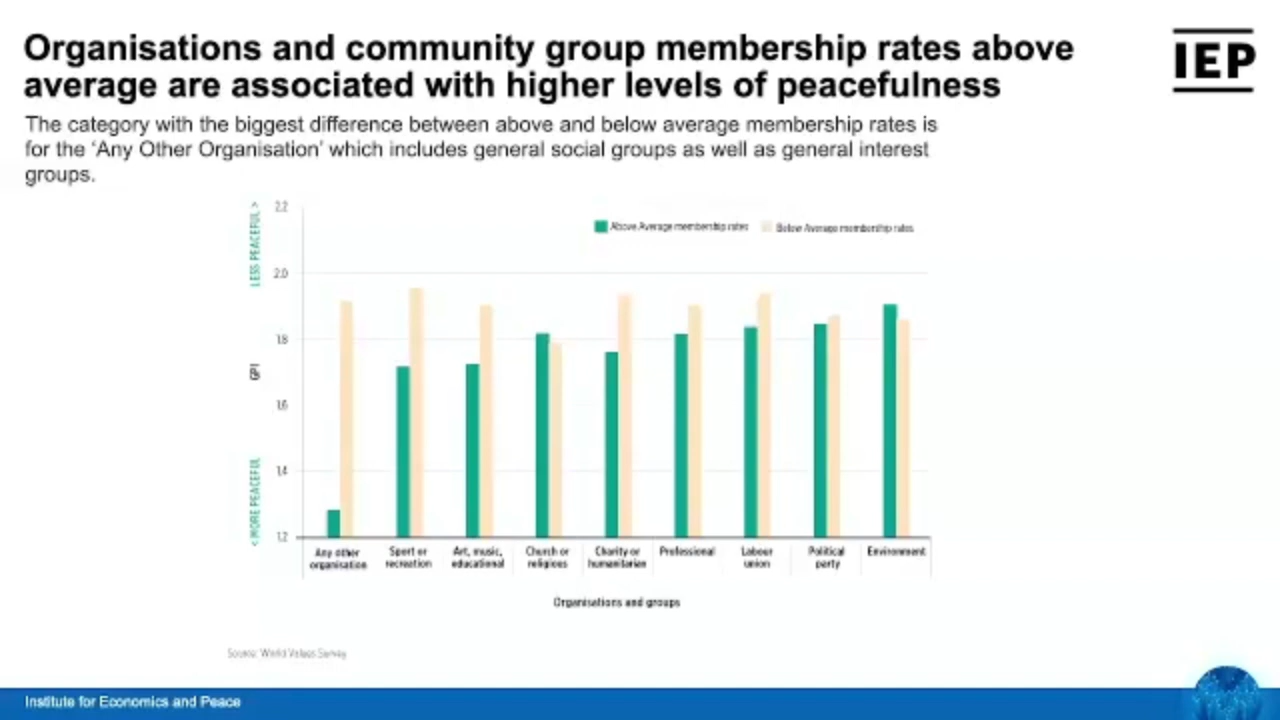 Organisations and community group membership rates above
average are associated with higher levels of peacefulness
IEP
The category with the biggest difference between above and below average membership rates is
for the ‘Any Other Organisation’ which includes general social groups as well as general interest
groups.
LESS PEACEFUL >
GPI
< MORE PEACEFUL
2.2
2.0
1.8
1.6
1.4
1.2
Above Average membership rates
Below Average membership rates
Any other
organisation
Sport or
recreation
Art, music,
educational
Church or
religious
Charity or
humanitarian
Professional
Labour
union
Political
party
Environment
Organisations and groups
Source: World Values Survey
Institute for Economics and Peace